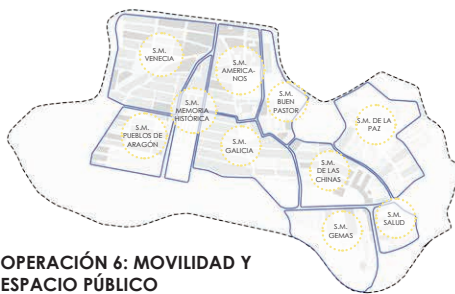 S.M.
VENECIA
S.M.
AMERICA-
NOS
S.M.
BUEN
PASTOR
S.M.
MEMORIA
HISTÓRICA
S.M. DE LA
PAZ
S.M.
PUEBLOS DE
ARAGÓN
S.M.
GALICIA
S.M.
DE LAS
CHINAS
S.M.
SALUD
S.M.
GEMAS
OPERACIÓN 6: MOVILIDAD Y
ESPACIO PÚBLICO